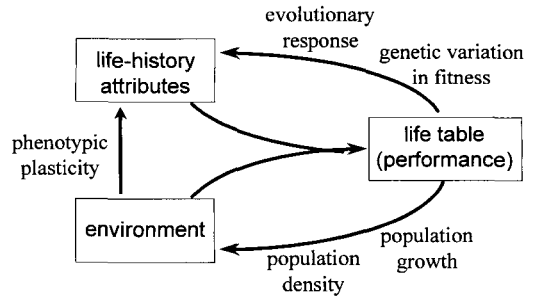 evolutionary
response
genetic variation
in fitness
life-history
attributes
life table
(performance)
phenotypic
plasticity
environment
population
growth
population
density